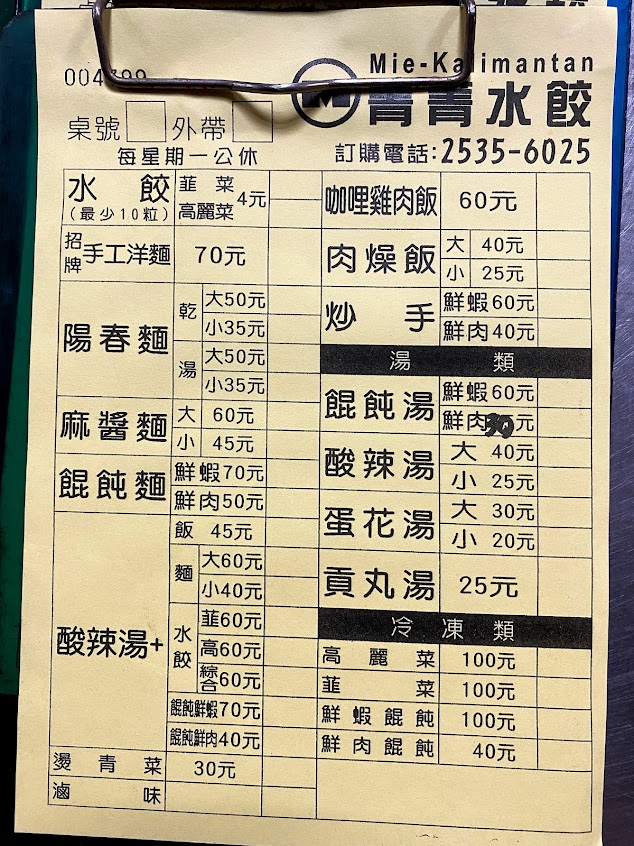 004799
Mie-Kalimantan
菁菁水餃
桌號 外帶
每星期一公休
訂購電話:2535-6025
水餃
(最少10粒)
韮菜
高麗菜
4元
招牌手工洋麵 70元
陽春麵
乾
大50元
小35元
湯
大50元
小35元
麻醬麵
大 60元
小 45元
餛飩麵
鮮蝦70元
鮮肉50元
酸辣湯+
飯 45元
麵
大60元
小40元
水餃
韮60元
高60元
綜合60元
餛飩鮮蝦70元
餛飩鮮肉40元
燙青菜 30元
滷味
咖哩雞肉飯 60元
肉燥飯
大 40元
小 25元
炒手
鮮蝦60元
鮮肉40元
湯類
餛飩湯
鮮蝦60元
鮮肉30元
酸辣湯
大 40元
小 25元
蛋花湯
大 30元
小 20元
貢丸湯 25元
冷凍類
高麗菜 100元
韮菜 100元
鮮蝦餛飩 100元
鮮肉餛飩 40元